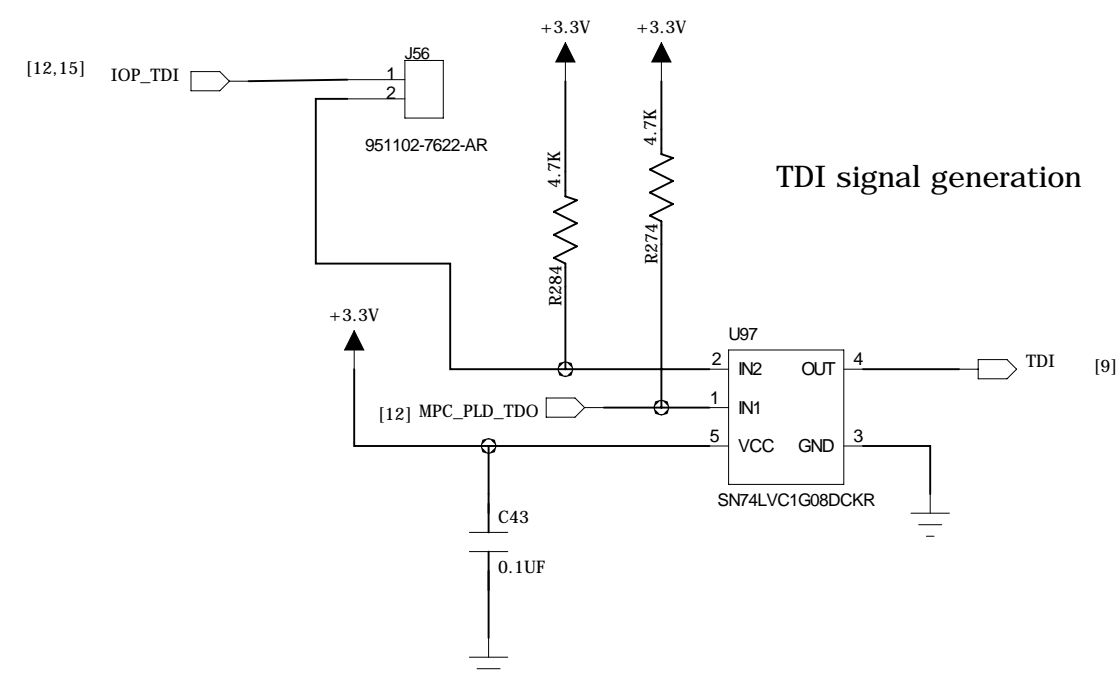 +3.3V
+3.3V
[12,15] IOP_TDI
J56
1
2
951102-7622-AR
4.7K
R284
4.7K
R274
TDI signal generation
+3.3V
U97
2 IN2 OUT 4
TDI [9]
[12] MPC_PLD_TDO
1 IN1
5 VCC GND 3
SN74LVC1G08DCKR
C43
0.1UF